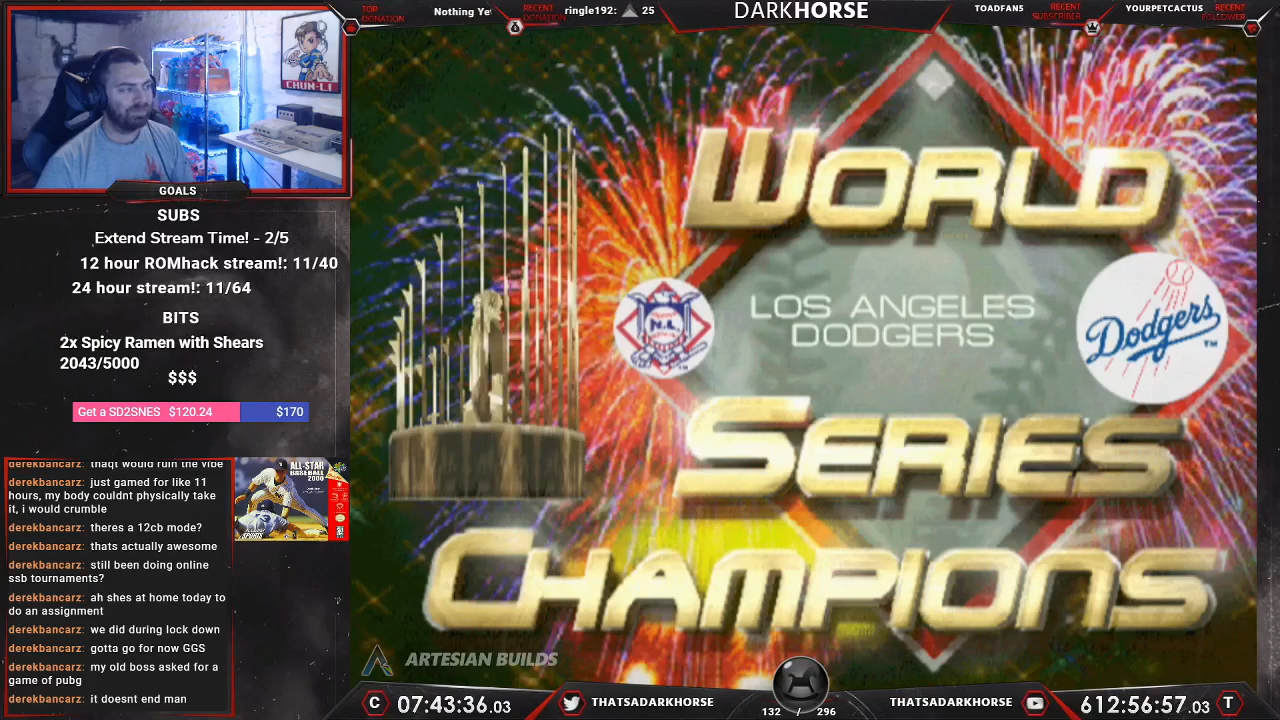 TOP
DONATION
Nothing Ye
RECENT
DONATION
ringle192:
25
DARKHORSE
TOADFAN5
RECENT
SUBSCRIBER
YOURPETCACTUS
RECENT
FOLLOWER
CHUN-LI
GOALS
SUBS
Extend Stream Time! - 2/5
12 hour ROMhack stream!: 11/40
24 hour stream!: 11/64
BITS
2x Spicy Ramen with Shears
2043/5000
$$$
Get a SD2SNES $120.24 $170
derekbancarz: thaqt would ruin the vibe
derekbancarz: just gamed for like 11
hours, my body couldnt physically take
it, i would crumble
derekbancarz: theres a 12cb mode?
derekbancarz: thats actually awesome
derekbancarz: still been doing online
ssb tournaments?
derekbancarz: ah shes at home today to
do an assignment
derekbancarz: we did during lock down
derekbancarz: gotta go for now GGS
derekbancarz: my old boss asked for a
game of pubg
derekbancarz: it doesnt end man
ALL-STAR
BASEBALL
2000
SPORTS
WORLD
N.L.
LOS ANGELES
DODGERS
Dodgers
TM
SERIES
CHAMPIONS
ARTESIAN BUILDS
C 07:43:36.03
THATSADARKHORSE
132 / 296
THATSADARKHORSE
612:56:57.03 T